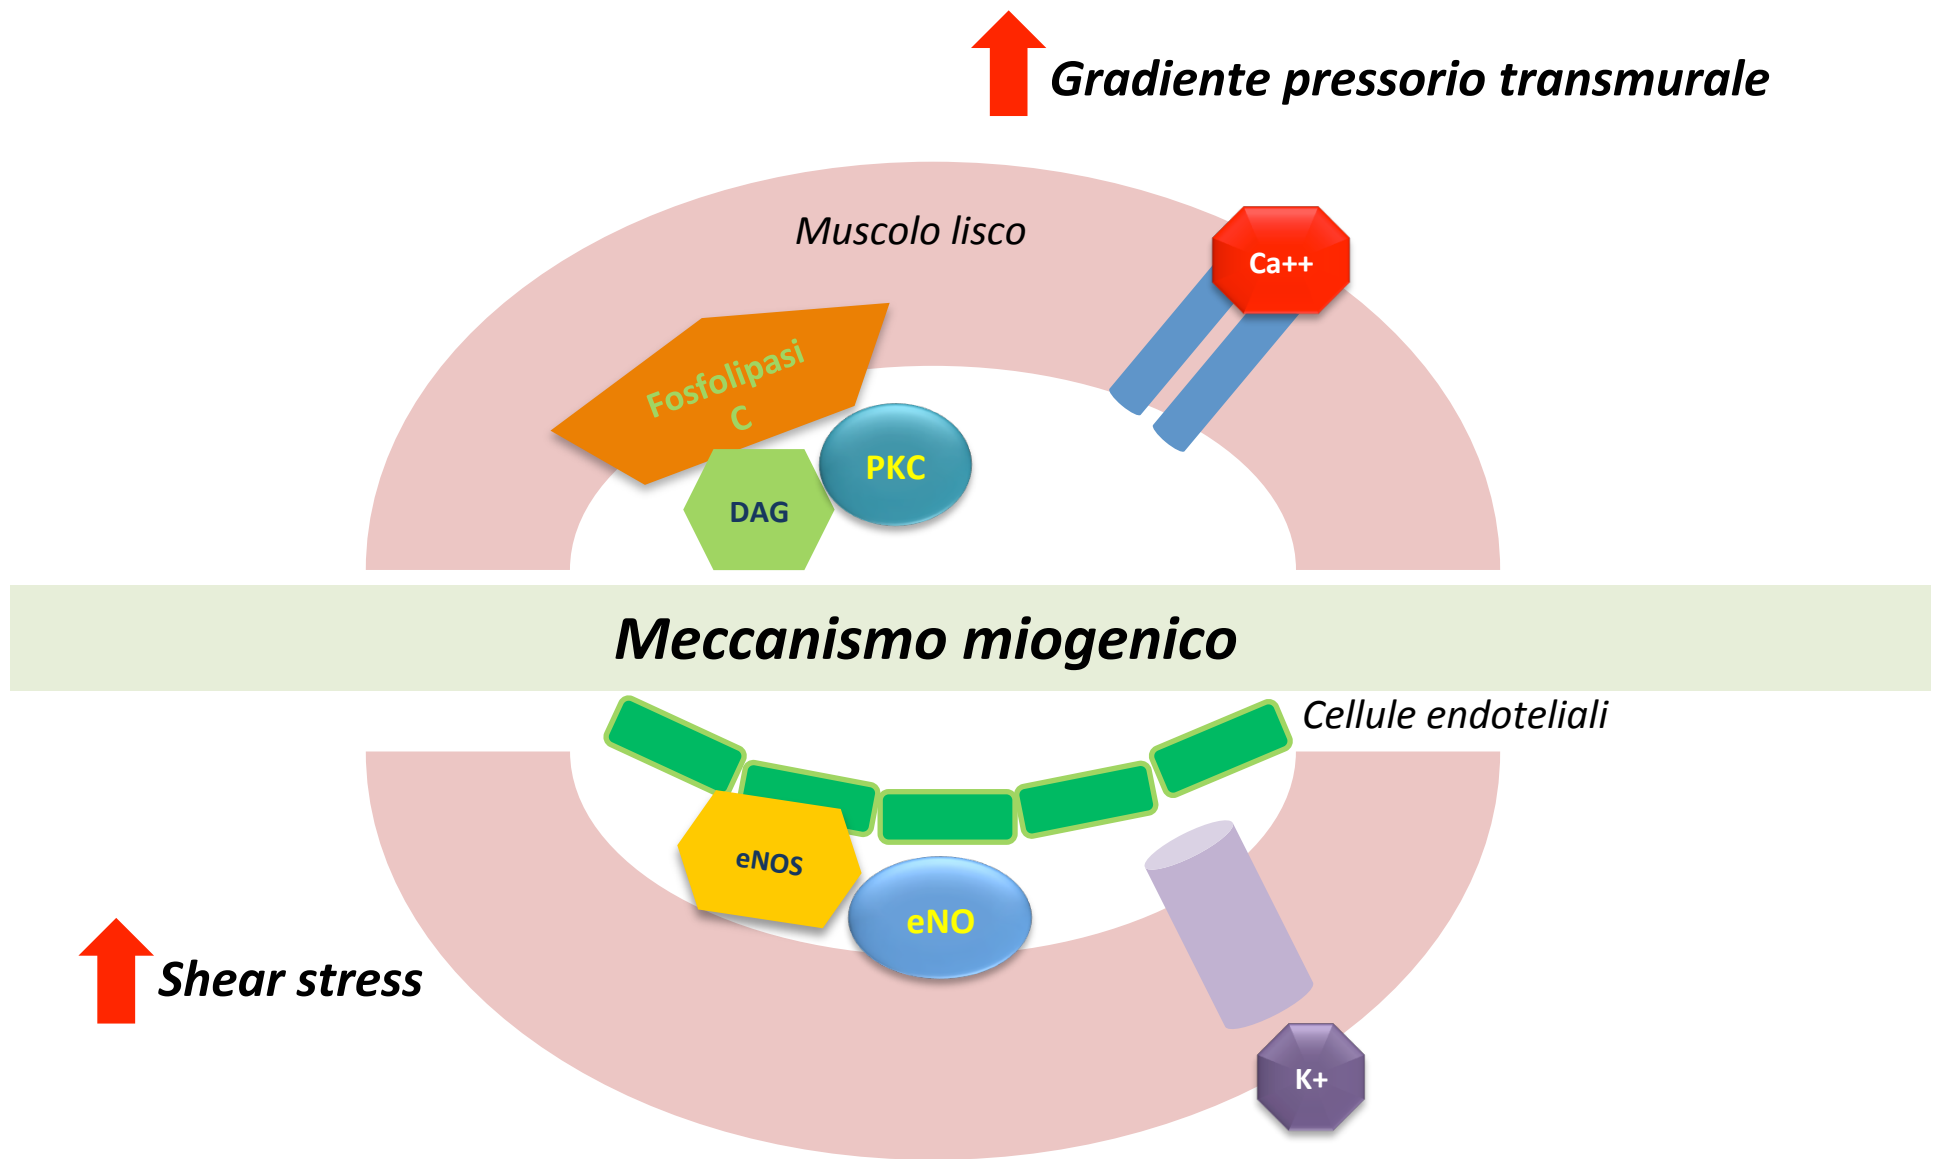 Gradiente pressorio transmurale
Muscolo lisco
Ca++
Fosfolipasi
C
PKC
DAG
Meccanismo miogenico
Cellule endoteliali
eNOS
eNO
Shear stress
K+